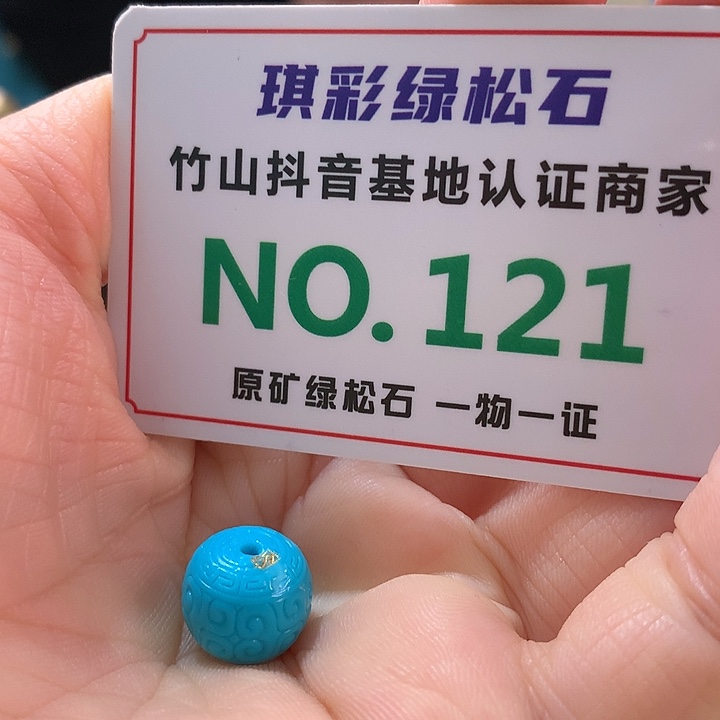 琪彩绿松石
竹山抖音基地认证商家
NO.121
原矿绿松石 一物一证